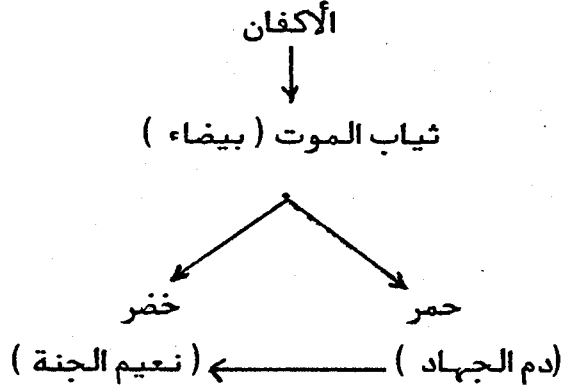 الأكفان
ثياب الموت ( بيضاء )
حمر خضر
(دم الجهاد ) ( نعيم الجنة )